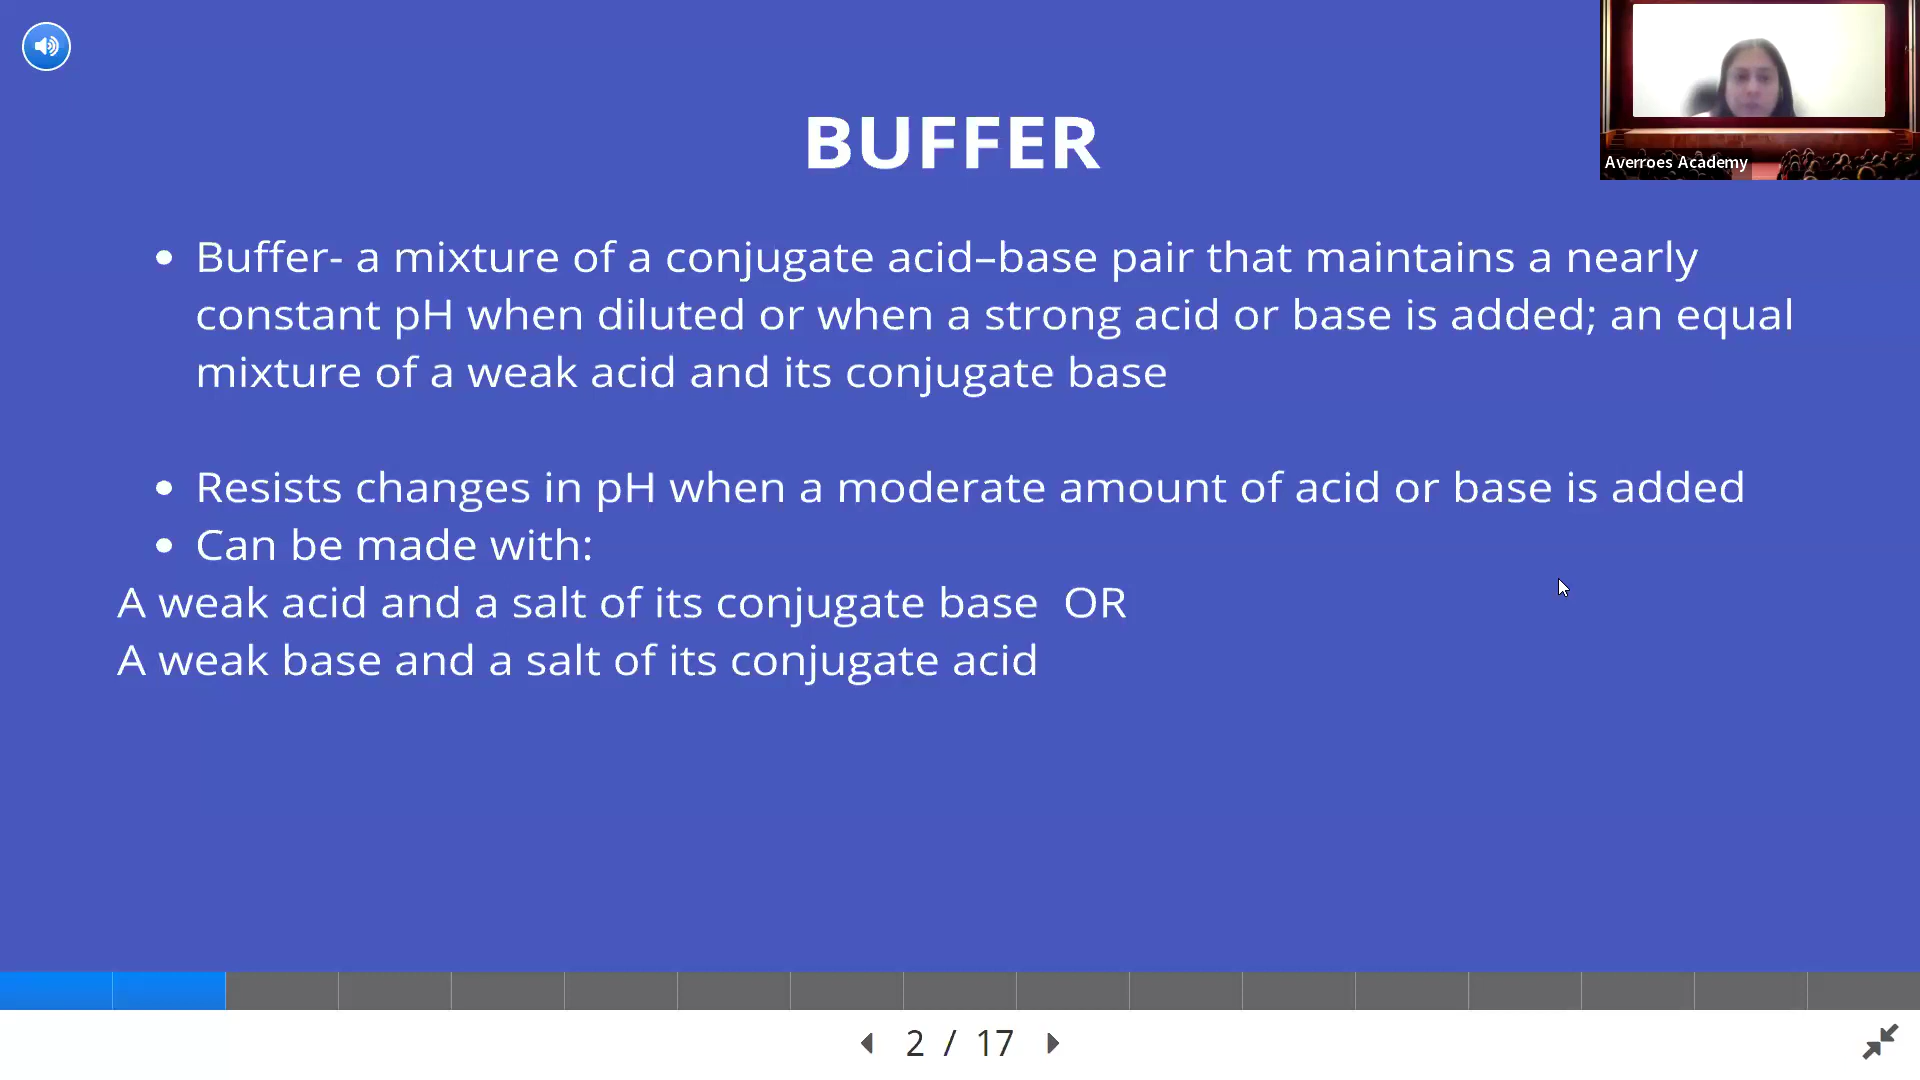 BUFFER
Averroes Academy
• Buffer- a mixture of a conjugate acid–base pair that maintains a nearly
constant pH when diluted or when a strong acid or base is added; an equal
mixture of a weak acid and its conjugate base
• Resists changes in pH when a moderate amount of acid or base is added
• Can be made with:
A weak acid and a salt of its conjugate base  OR
A weak base and a salt of its conjugate acid
2 / 17